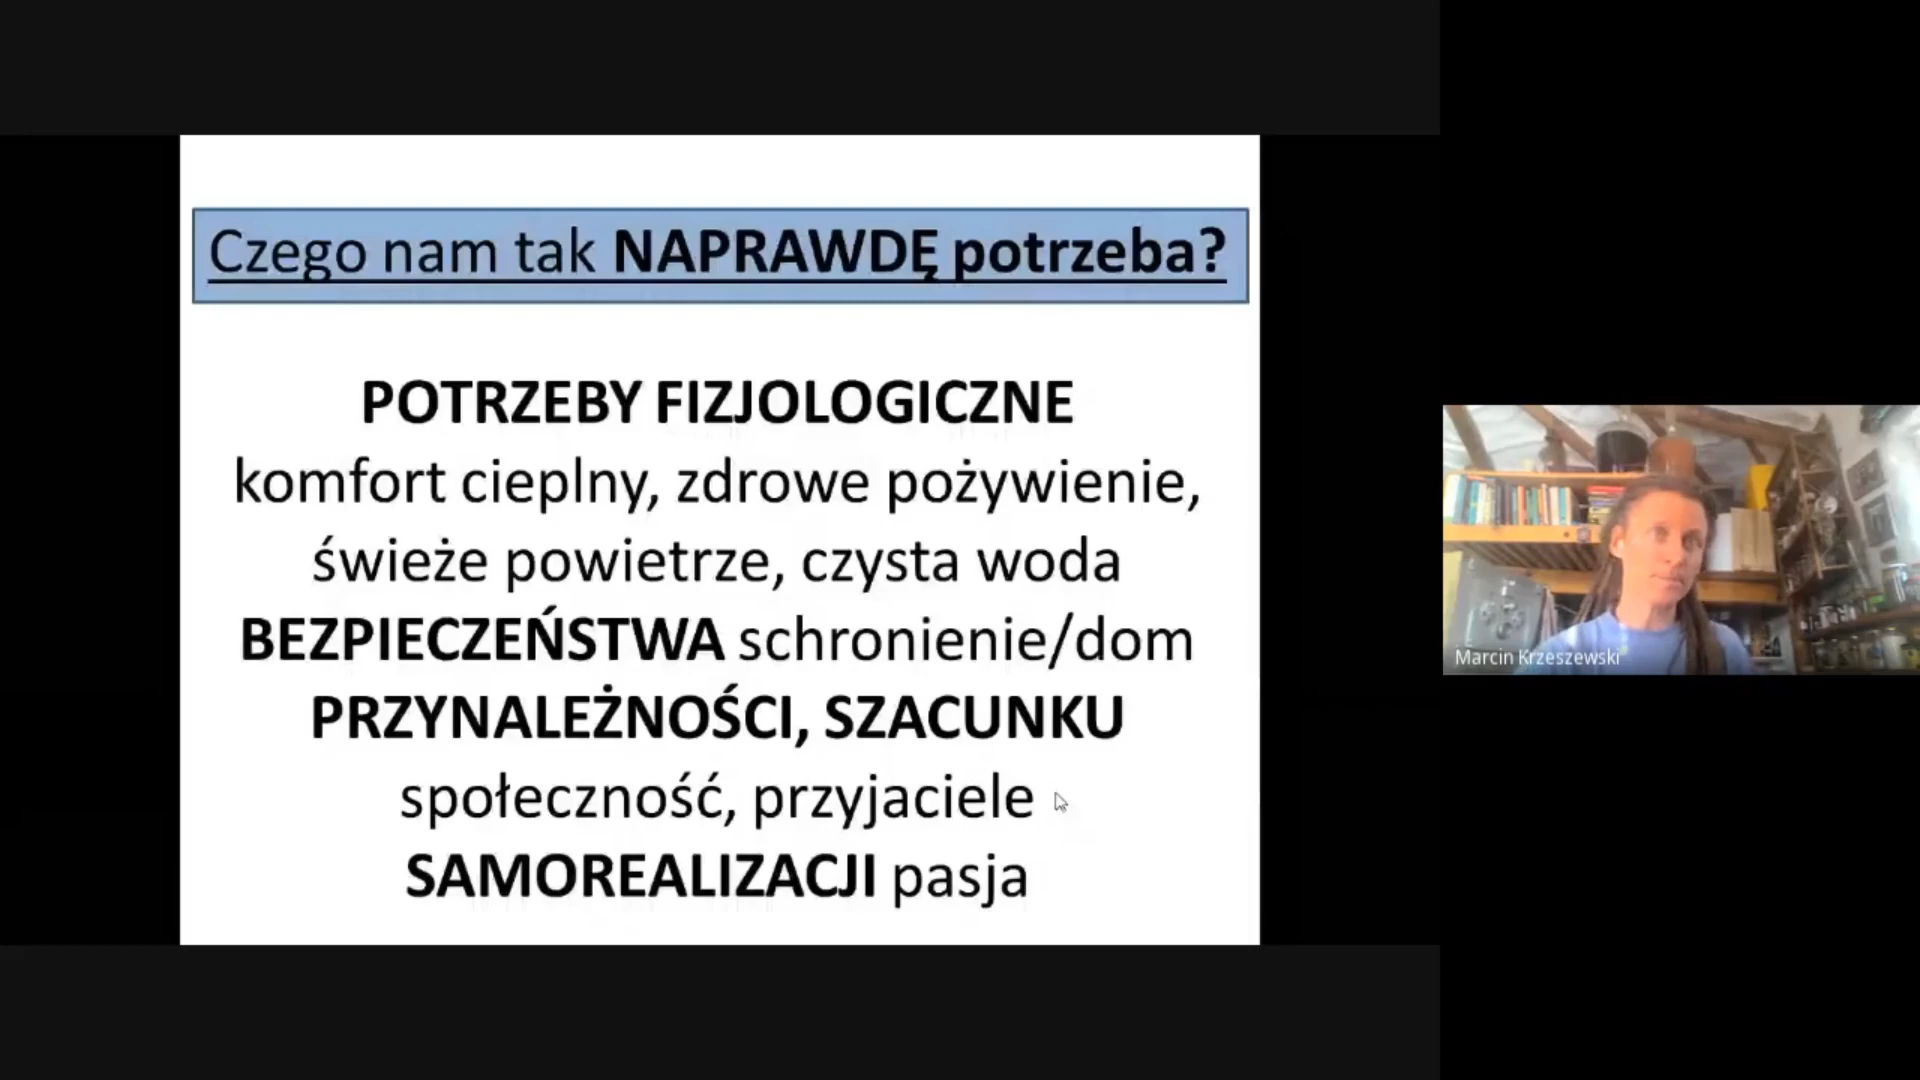 Czego nam tak NAPRAWDĘ potrzeba?
POTRZEBY FIZJOLOGICZNE
komfort cieplny, zdrowe pożywienie,
świeże powietrze, czysta woda
BEZPIECZEŃSTWA schronienie/dom
PRZYNALEŻNOŚCI, SZACUNKU
społeczność, przyjaciele
SAMOREALIZACJI pasja
Marcin Krzeszewski